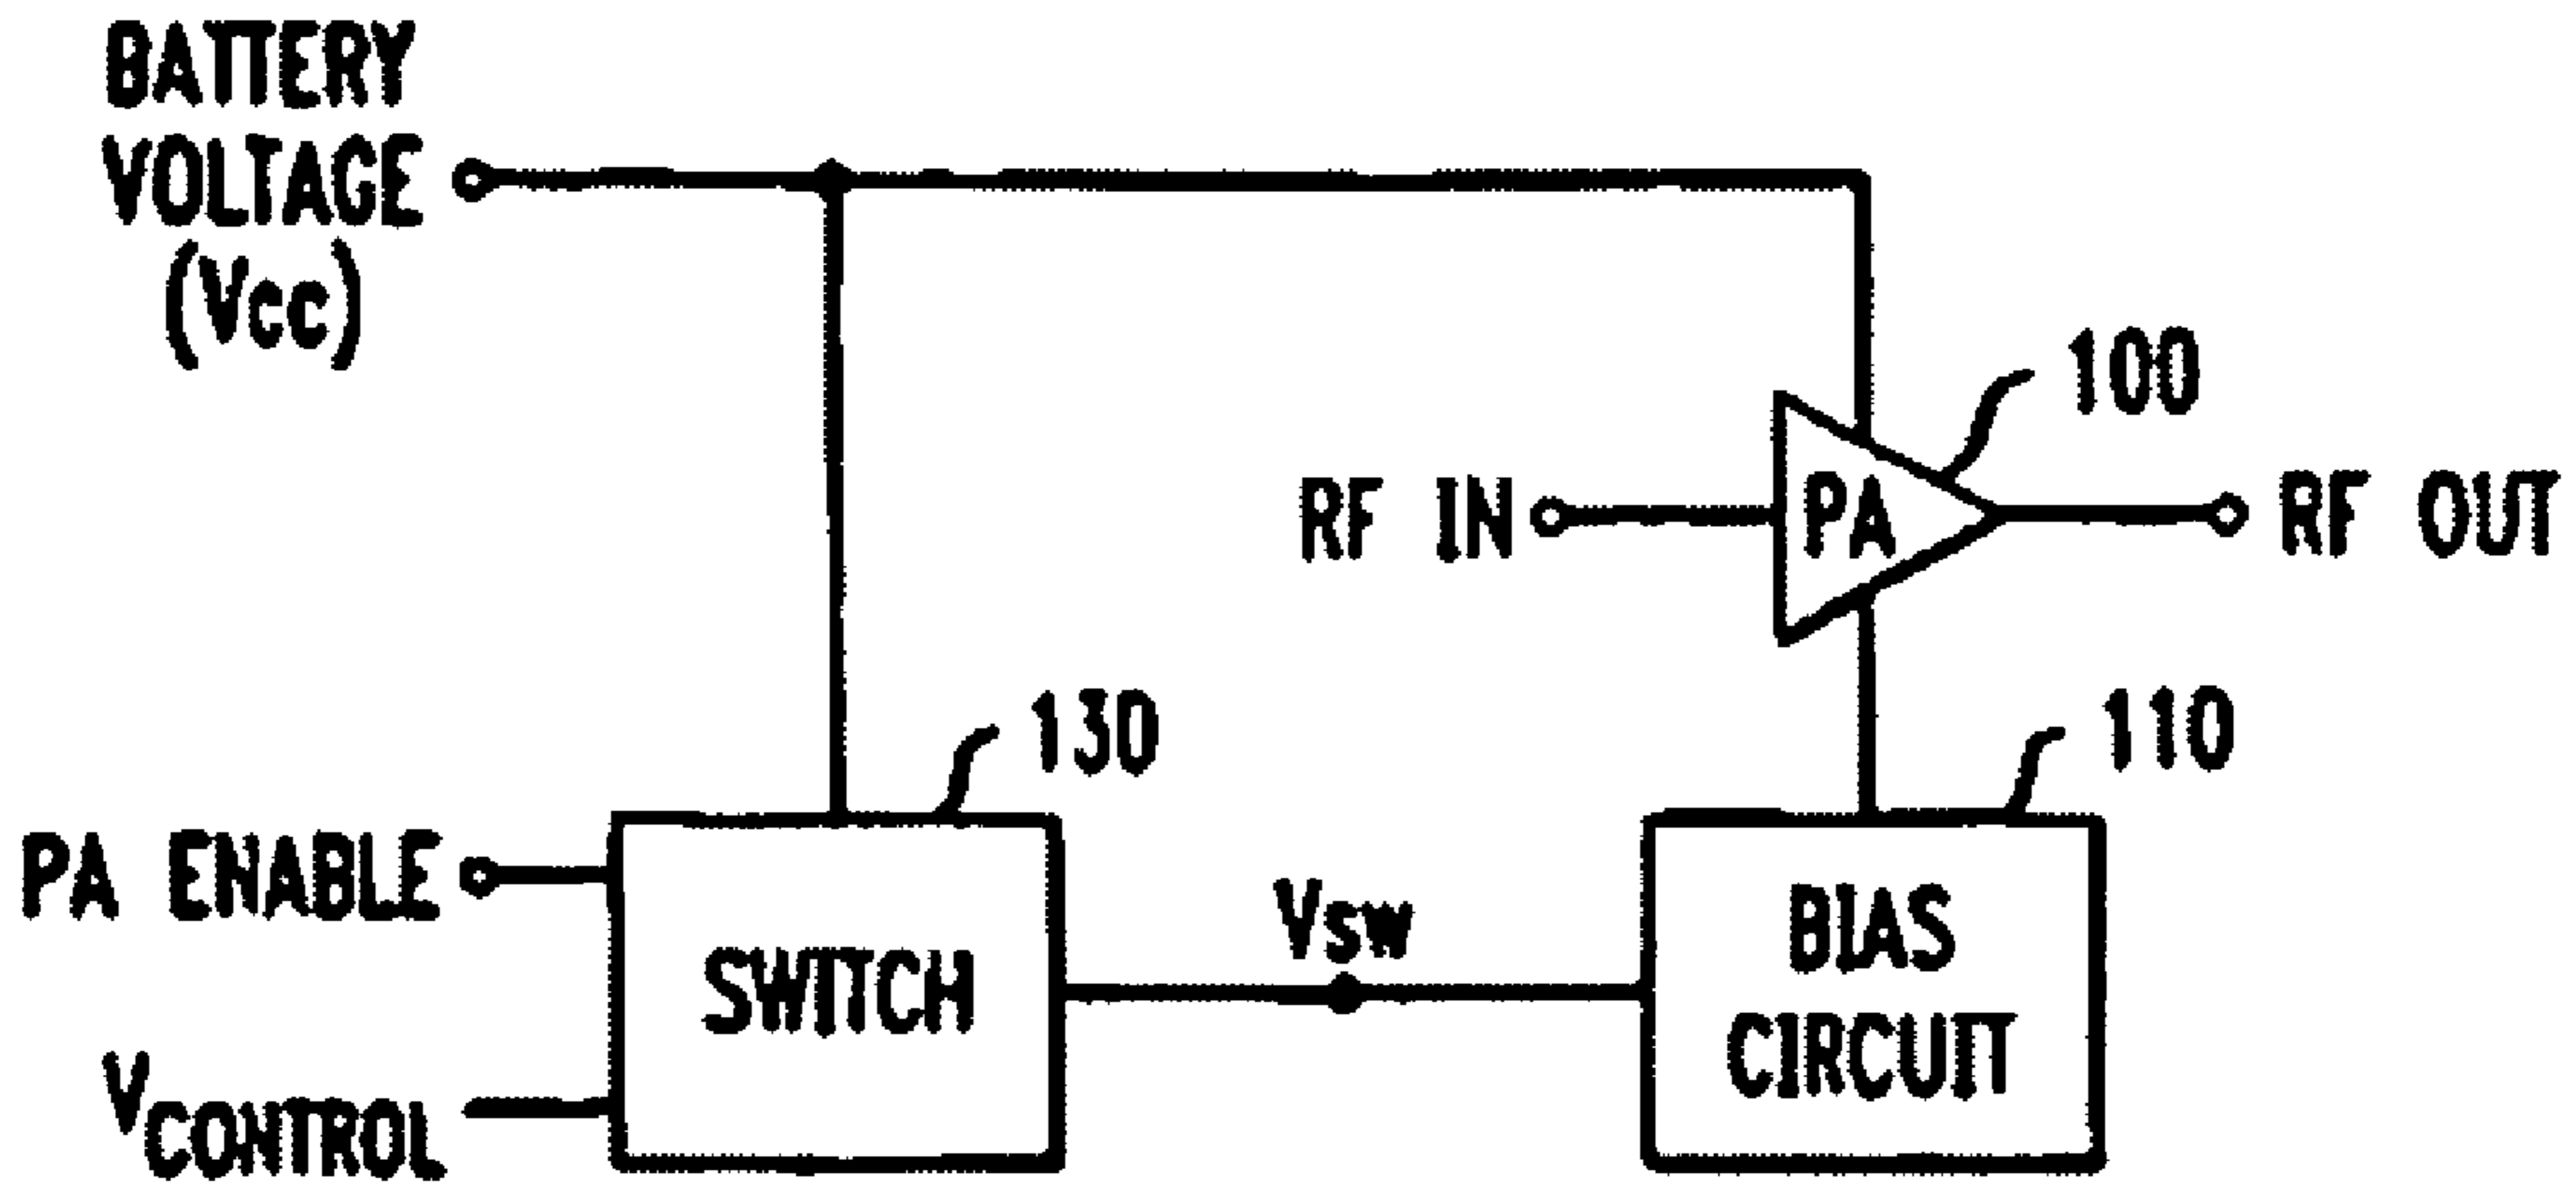 BATTERY
VOLTAGE
(Vcc)
100
RF IN
PA
RF OUT
130
110
PA ENABLE
SWITCH
Vsw
BIAS
CIRCUIT
VCONTROL